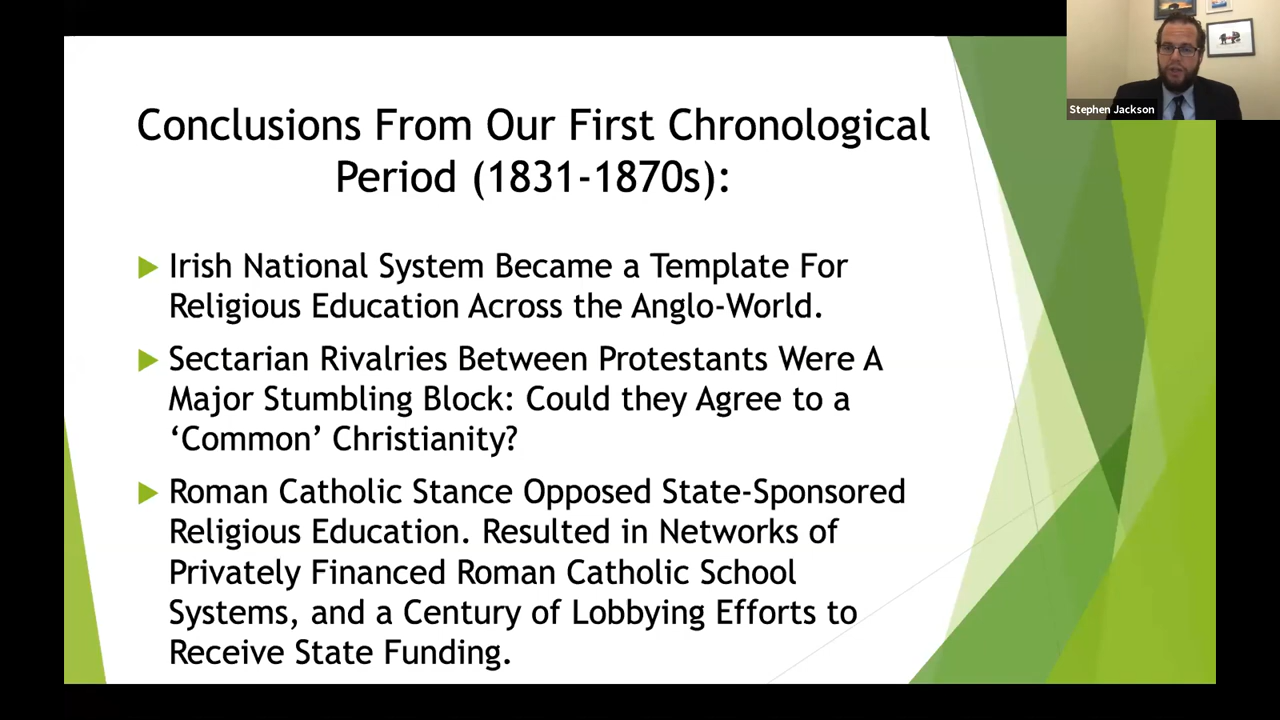 Stephen Jackson
Conclusions From Our First Chronological
Period (1831-1870s):
Irish National System Became a Template For
Religious Education Across the Anglo-World.
Sectarian Rivalries Between Protestants Were A
Major Stumbling Block: Could they Agree to a
‘Common’ Christianity?
Roman Catholic Stance Opposed State-Sponsored
Religious Education. Resulted in Networks of
Privately Financed Roman Catholic School
Systems, and a Century of Lobbying Efforts to
Receive State Funding.